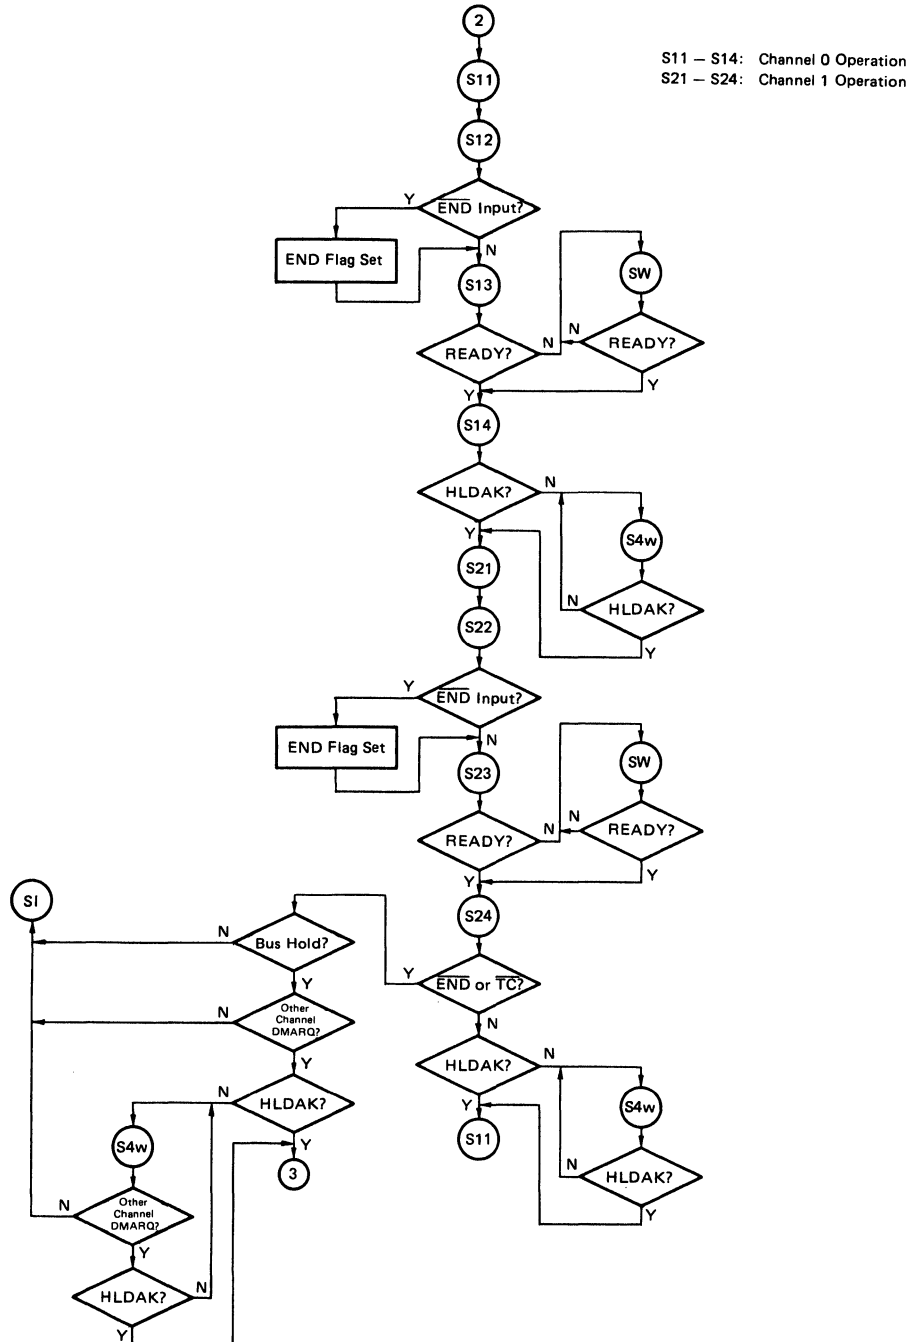 2
S11 – S14: Channel 0 Operation
S21 – S24: Channel 1 Operation
S11
S12
Y
END Input?
N
END Flag Set
S13
SW
READY?
N
N
READY?
Y
Y
S14
HLDAK?
N
Y
S4w
S21
N
HLDAK?
Y
S22
Y
END Input?
N
END Flag Set
S23
SW
READY?
N
N
READY?
Y
Y
SI
S24
N
Bus Hold?
Y
Y
END or TC?
N
N
Other
Channel
DMARQ?
Y
HLDAK?
N
Y
S4w
S11
N
HLDAK?
Y
N
HLDAK?
Y
S4w
3
N
Other
Channel
DMARQ?
Y
HLDAK?
N
Y